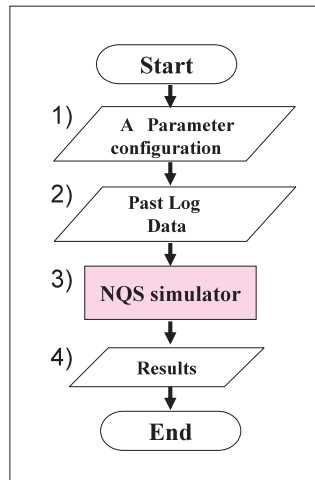 Start
1)
A Parameter
configuration
2)
Past Log
Data
3)
NQS simulator
4)
Results
End